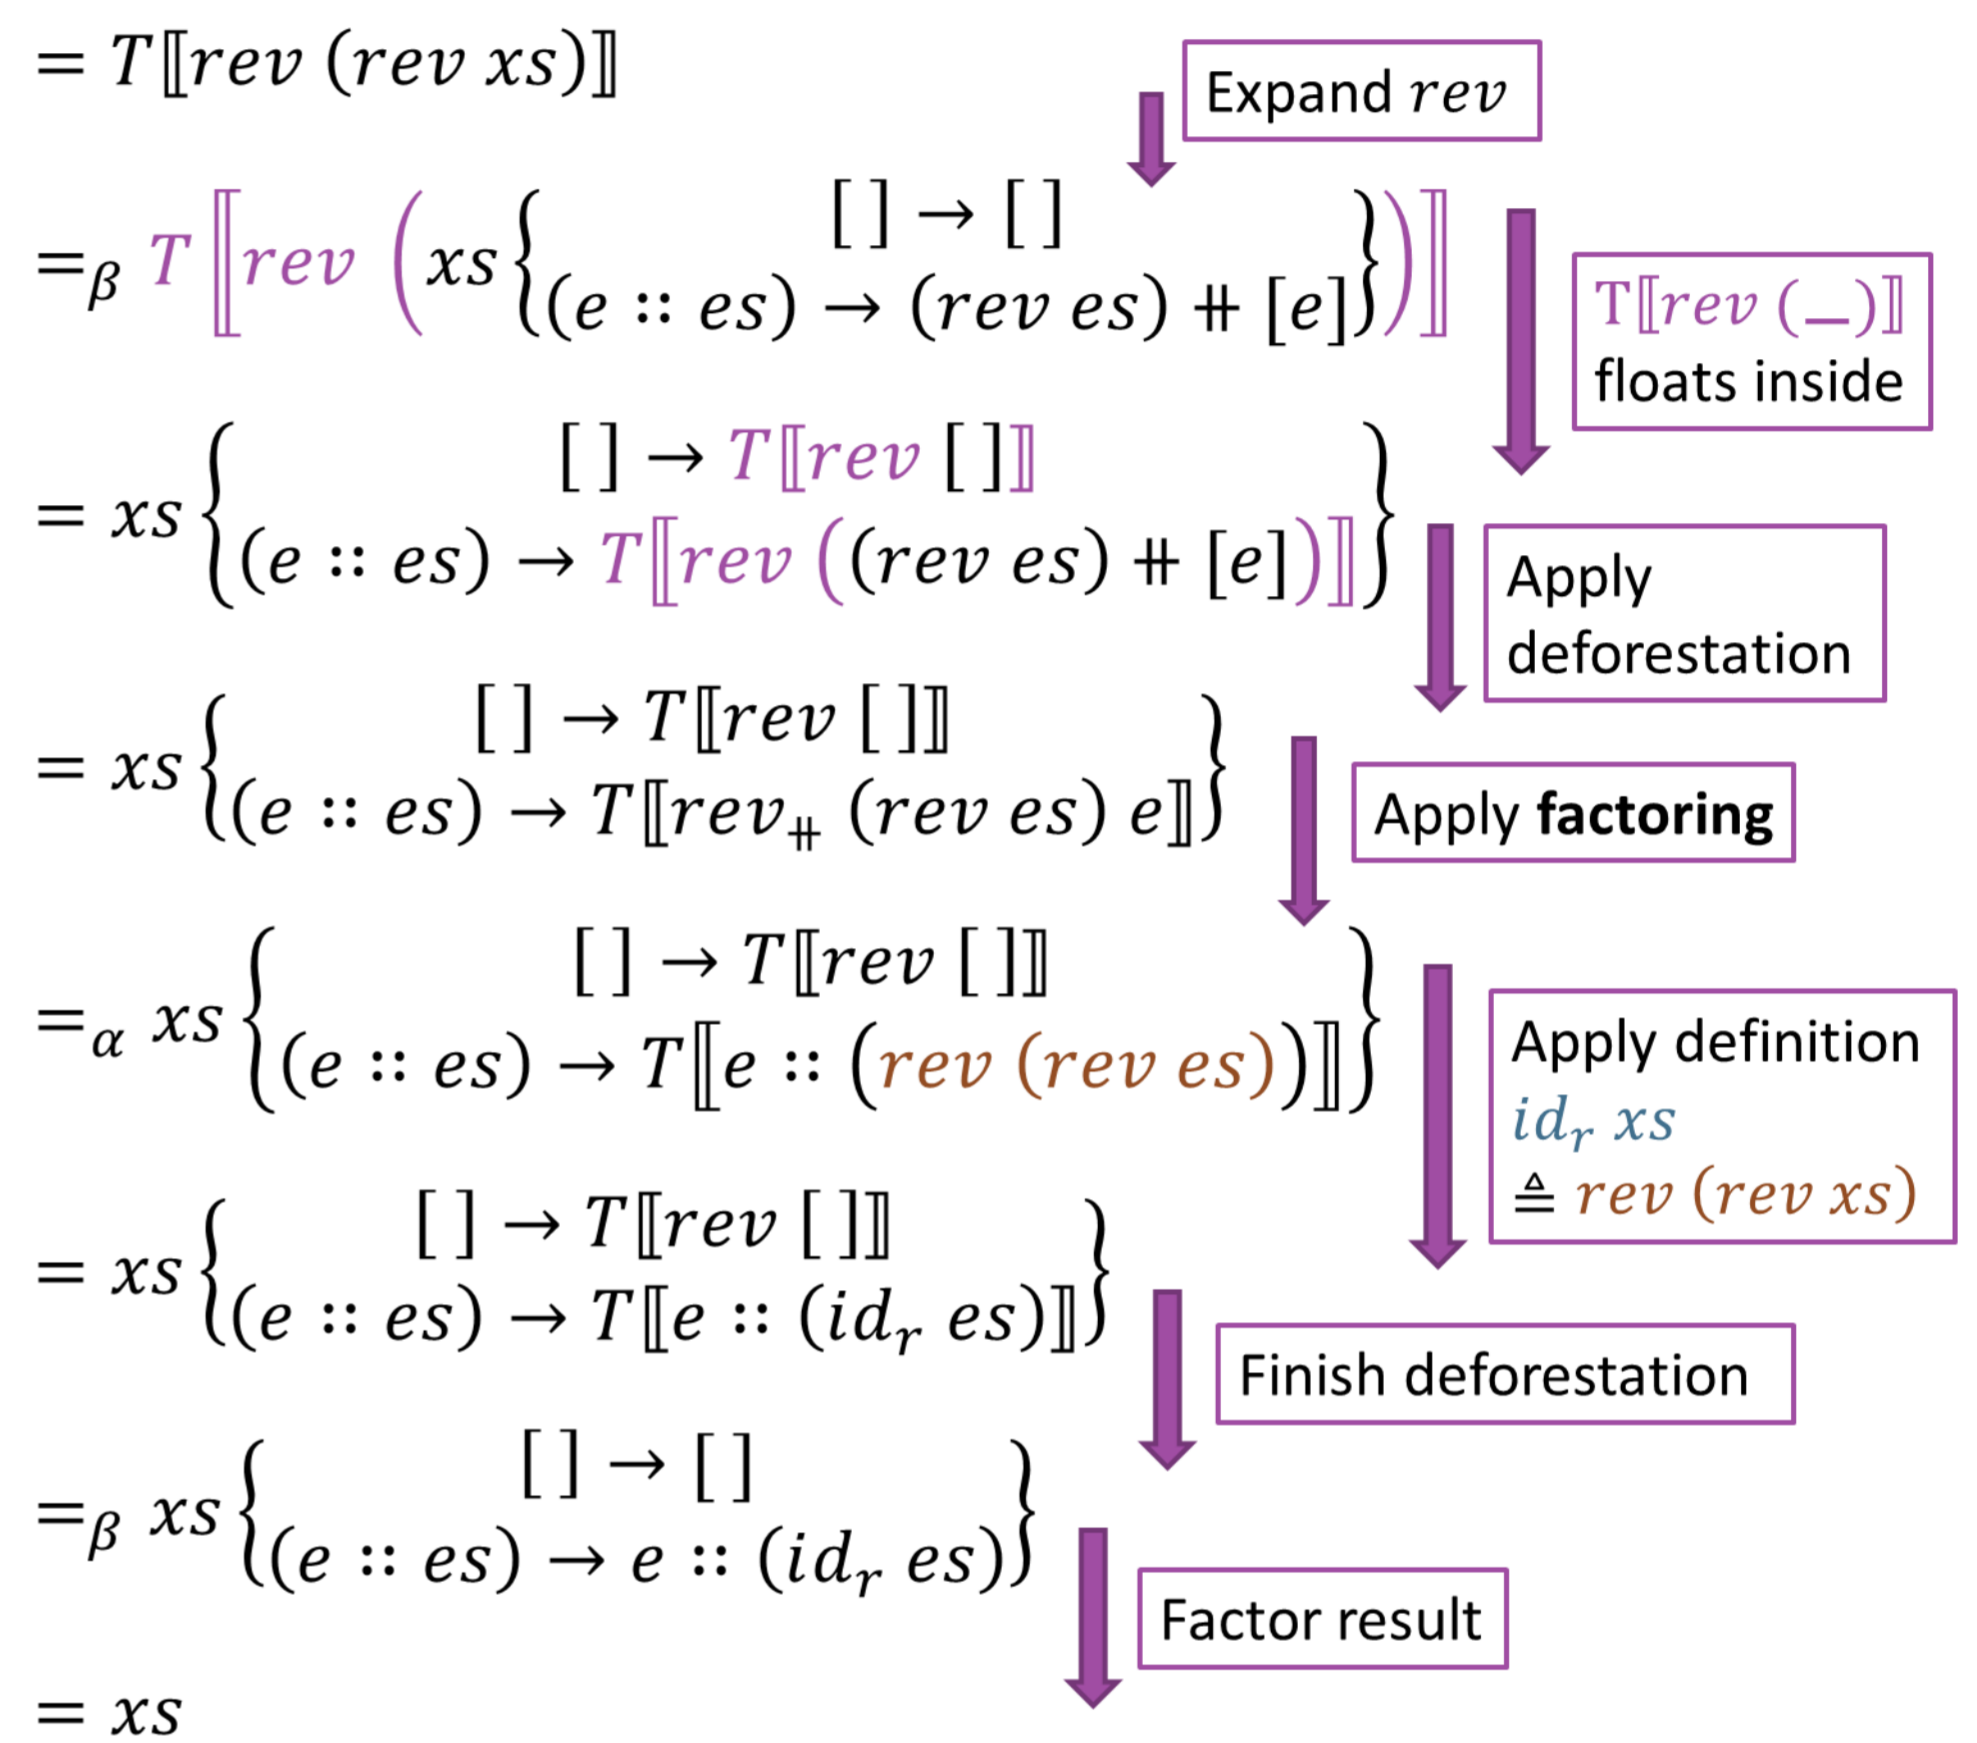 = T⟦rev (rev xs)⟧
Expand rev
=β T⟦rev (xs{[ ] → [ ]
(e :: es) → (rev es) ⧺ [e]})⟧
T⟦rev (_)⟧
floats inside
= xs{[ ] → T⟦rev [ ]⟧
(e :: es) → T⟦rev ((rev es) ⧺ [e])⟧}
Apply
deforestation
= xs{[ ] → T⟦rev [ ]⟧
(e :: es) → T⟦rev⧺ (rev es) e⟧}
Apply factoring
=α xs{[ ] → T⟦rev [ ]⟧
(e :: es) → T⟦e :: (rev (rev es))⟧}
Apply definition
idᵣ xs
≜ rev (rev xs)
= xs{[ ] → T⟦rev [ ]⟧
(e :: es) → T⟦e :: (idᵣ es)⟧}
Finish deforestation
=β xs{[ ] → [ ]
(e :: es) → e :: (idᵣ es)}
Factor result
= xs